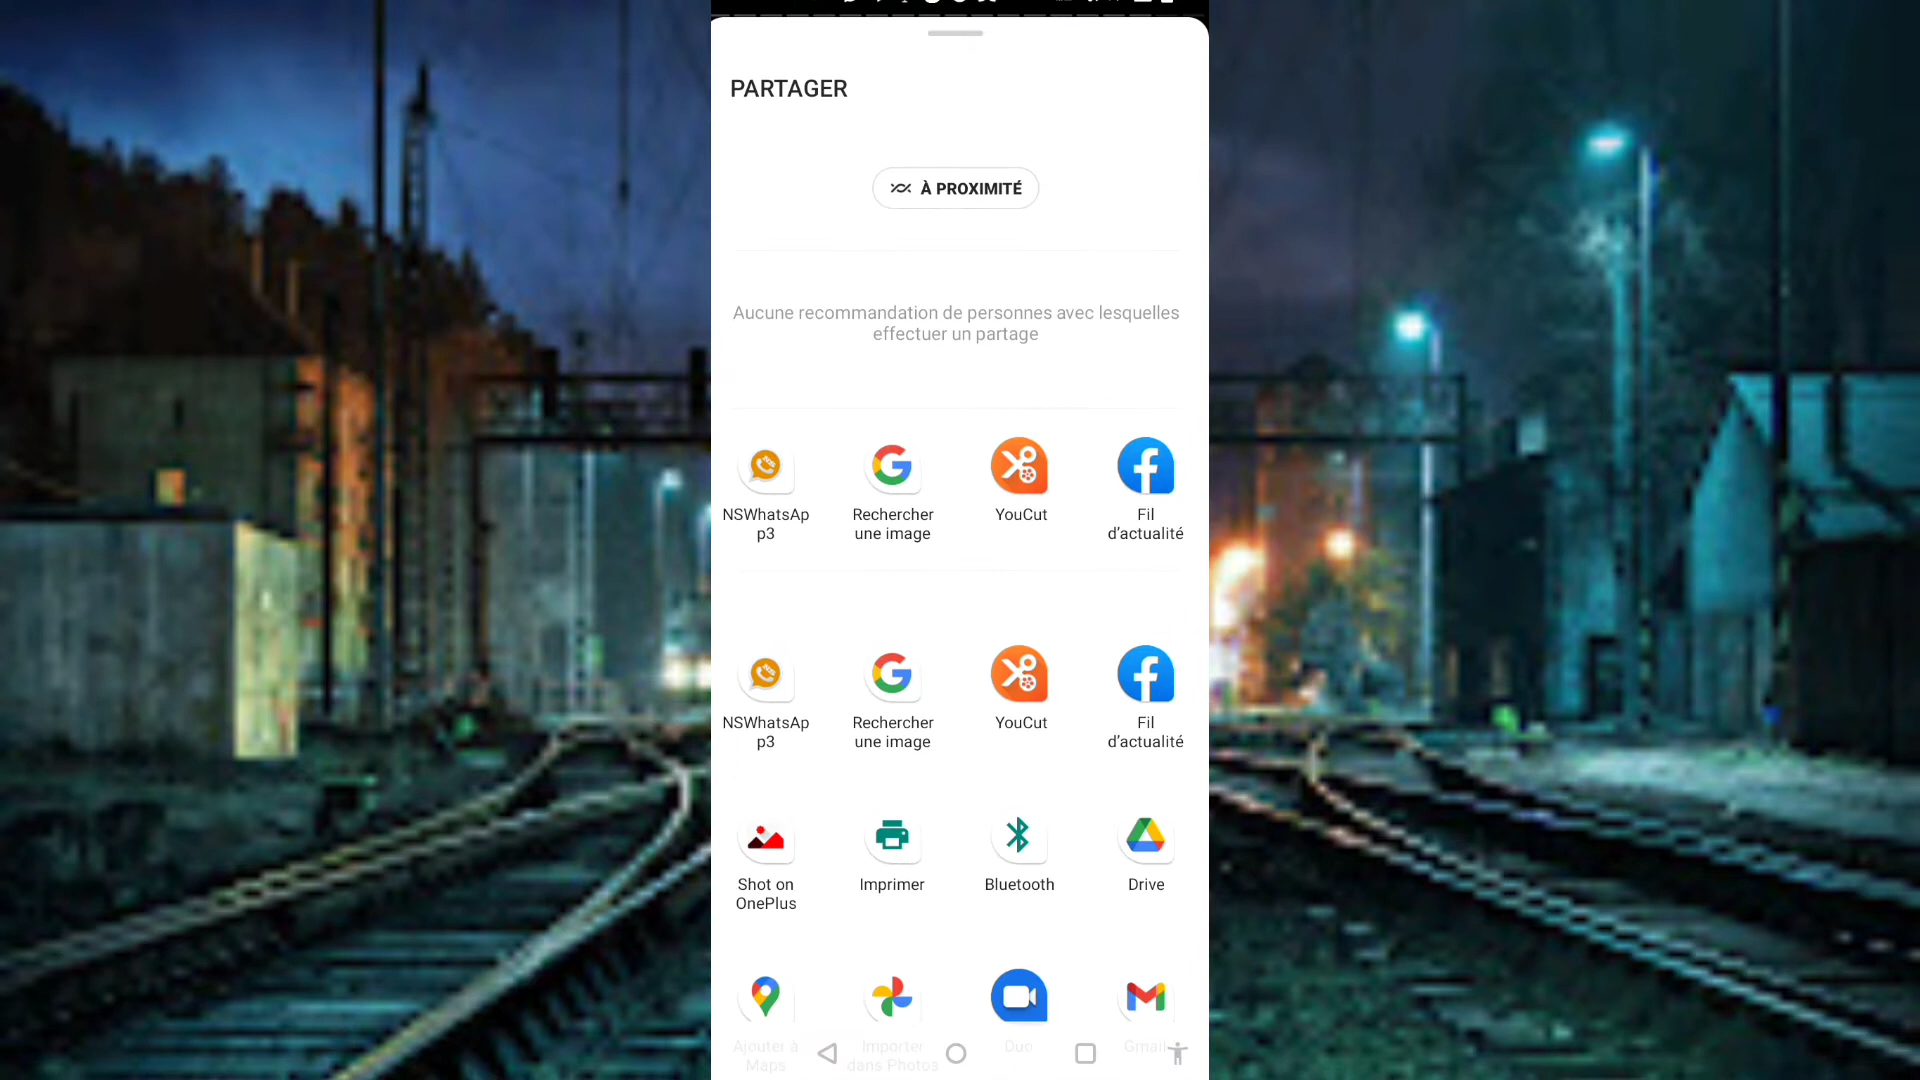 PARTAGER
À PROXIMITÉ
Aucune recommandation de personnes avec lesquelles
effectuer un partage
NSWhatsAp
p3
Rechercher
une image
YouCut
Fil
d’actualité
NSWhatsAp
p3
Rechercher
une image
YouCut
Fil
d’actualité
Shot on
OnePlus
Imprimer
Bluetooth
Drive
Ajouter à
Maps
Importer
dans Photos
Duo
Gmail